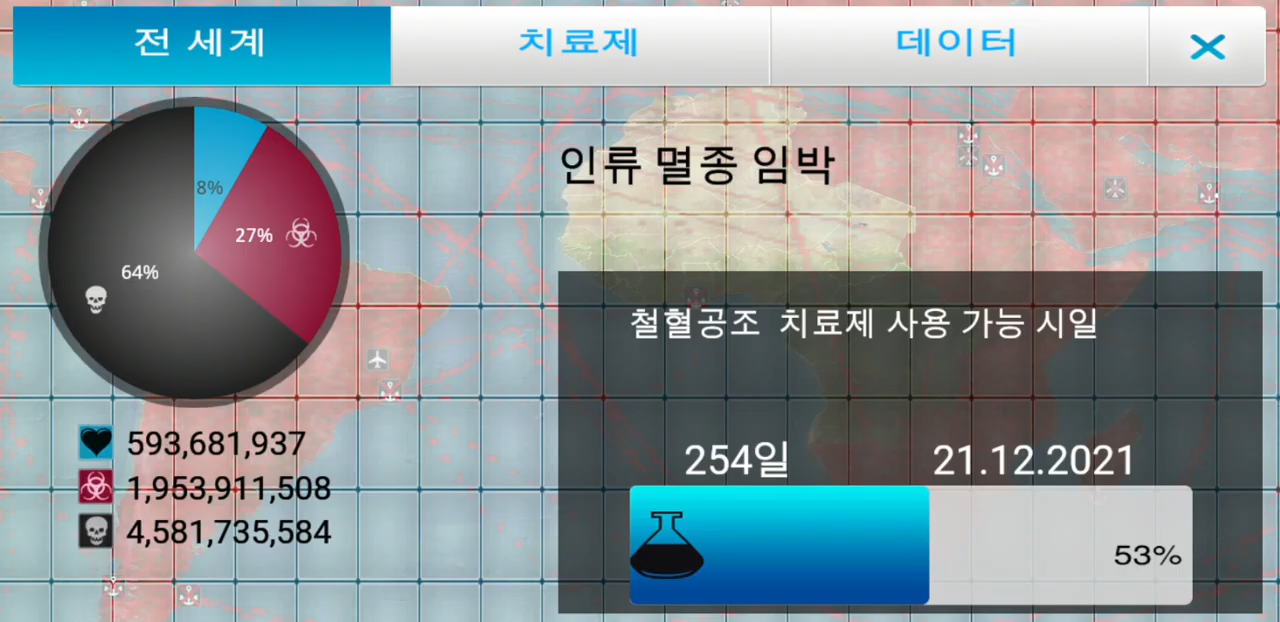 전 세계
치료제
데이터
8%
27%
64%
593,681,937
1,953,911,508
4,581,735,584
인류 멸종 임박
철혈공조 치료제 사용 가능 시일
254일
21.12.2021
53%